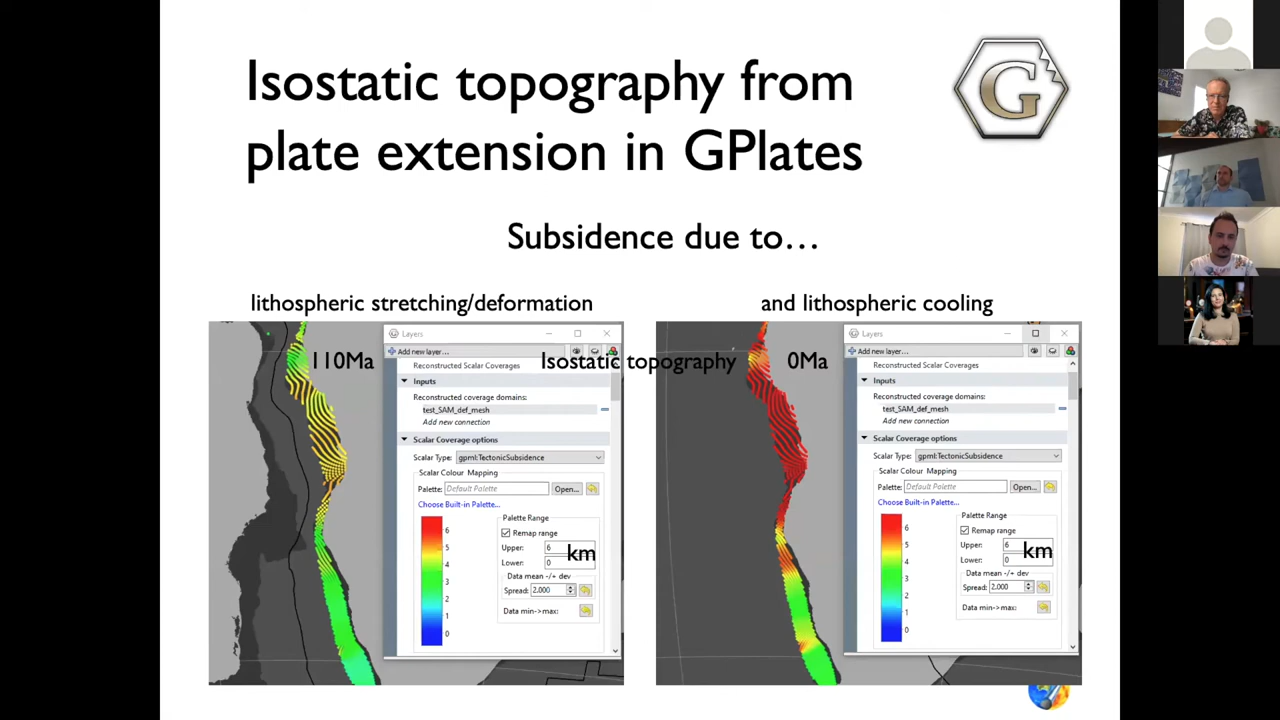 Isostatic topography from
plate extension in GPlates
G
Subsidence due to…
lithospheric stretching/deformation
and lithospheric cooling
110Ma
Isostatic topography
0Ma
Layers
Add new layer...
Reconstructed Scalar Coverages
Inputs
Reconstructed coverage domains:
test_SAM_def_mesh
Add new connection
Scalar Coverage options
Scalar Type: gpml:TectonicSubsidence
Scalar Colour Mapping
Palette: Default Palette Open...
Choose Built-in Palette...
Palette Range
Remap range
Upper: 6
Lower: 0
km
Data mean -/+ dev
Spread: 2.000
Data min->max:
6
5
4
3
2
1
0
Layers
Add new layer...
Reconstructed Scalar Coverages
Inputs
Reconstructed coverage domains:
test_SAM_def_mesh
Add new connection
Scalar Coverage options
Scalar Type: gpml:TectonicSubsidence
Scalar Colour Mapping
Palette: Default Palette Open...
Choose Built-in Palette...
Palette Range
Remap range
Upper: 6
Lower: 0
km
Data mean -/+ dev
Spread: 2.000
Data min->max:
6
5
4
3
2
1
0